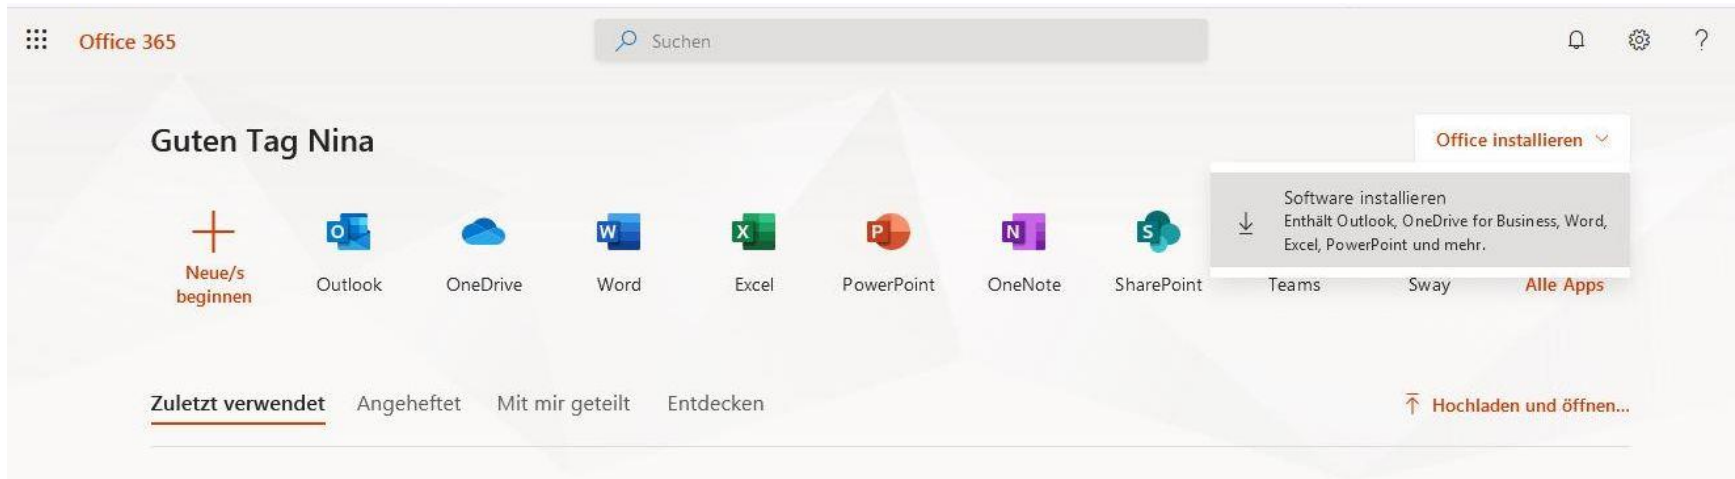 Office 365
Suchen
?
Guten Tag Nina
Office installieren
Software installieren
Enthält Outlook, OneDrive for Business, Word,
Excel, PowerPoint und mehr.
O
W
X
P
N
S
Neue/s
beginnen
Outlook
OneDrive
Word
Excel
PowerPoint
OneNote
SharePoint
Teams
Sway
Alle Apps
Zuletzt verwendet
Angeheftet
Mit mir geteilt
Entdecken
Hochladen und öffnen...